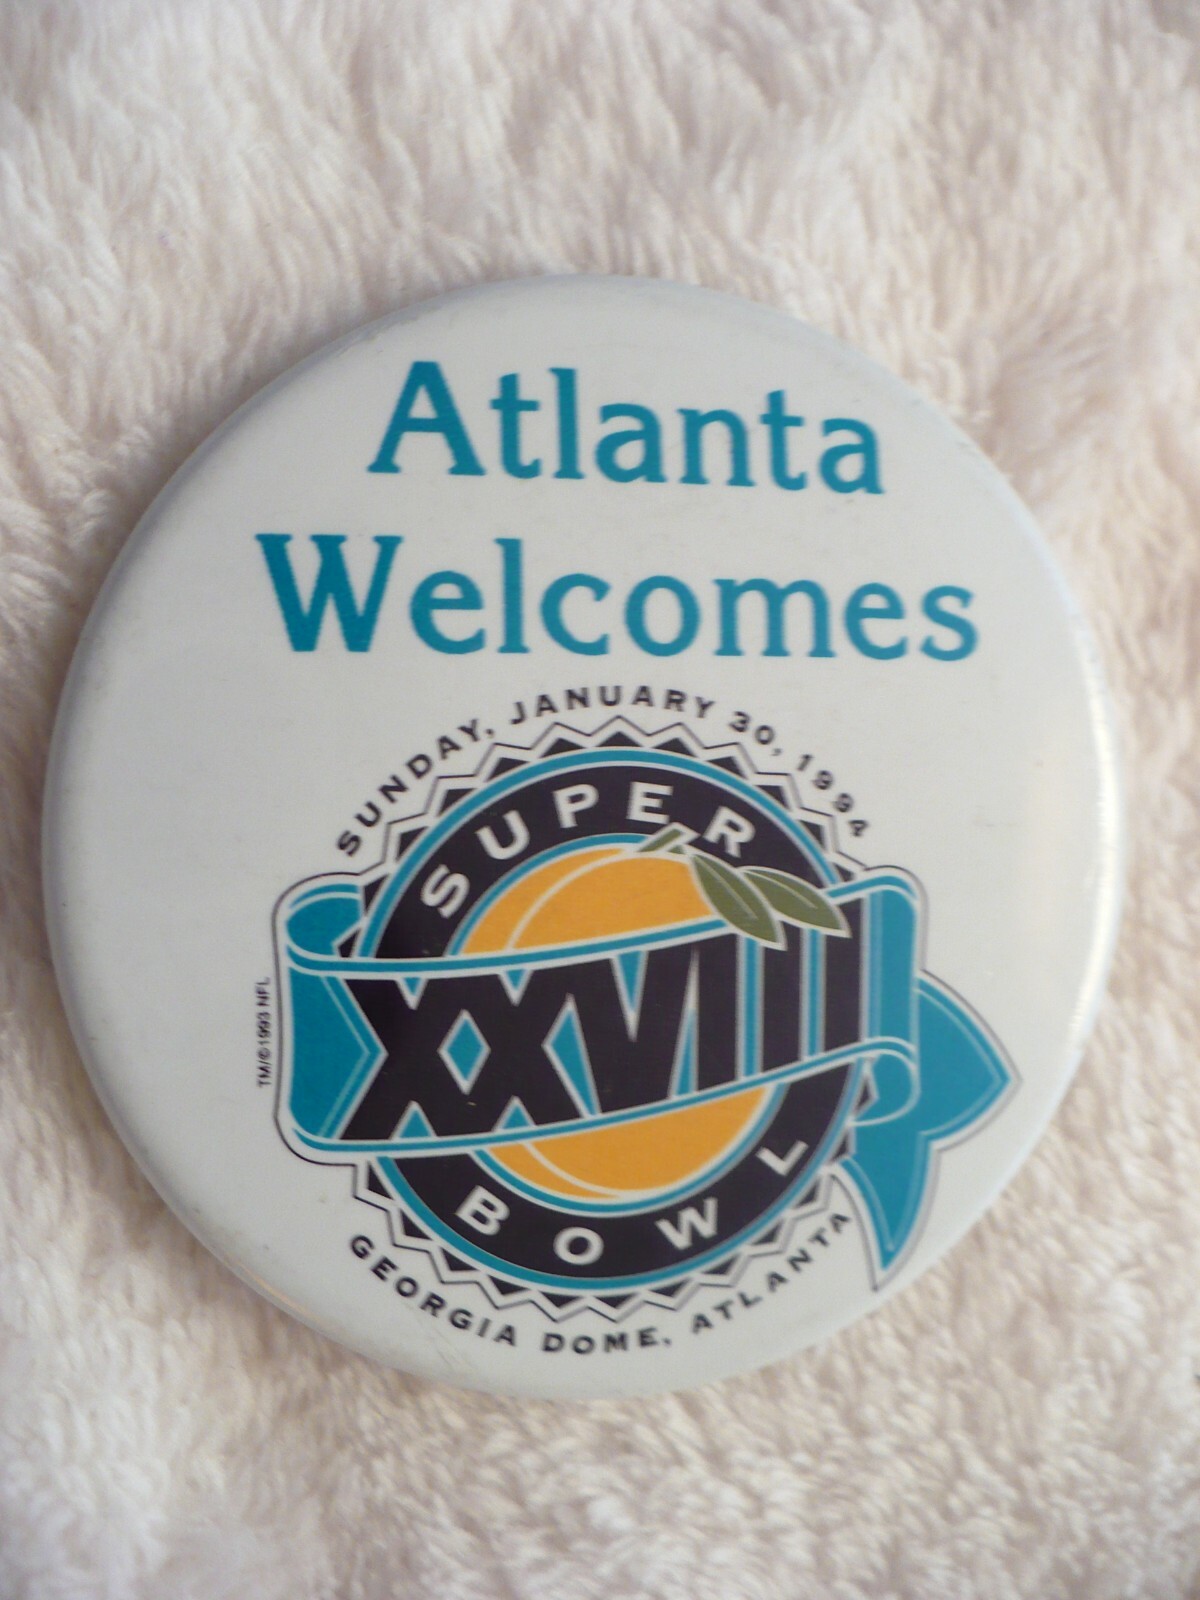 Atlanta
Welcomes
SUNDAY, JANUARY 30, 1994
SUPER
XXVIII
BOWL
GEORGIA DOME, ATLANTA
TM/©1993 NFL